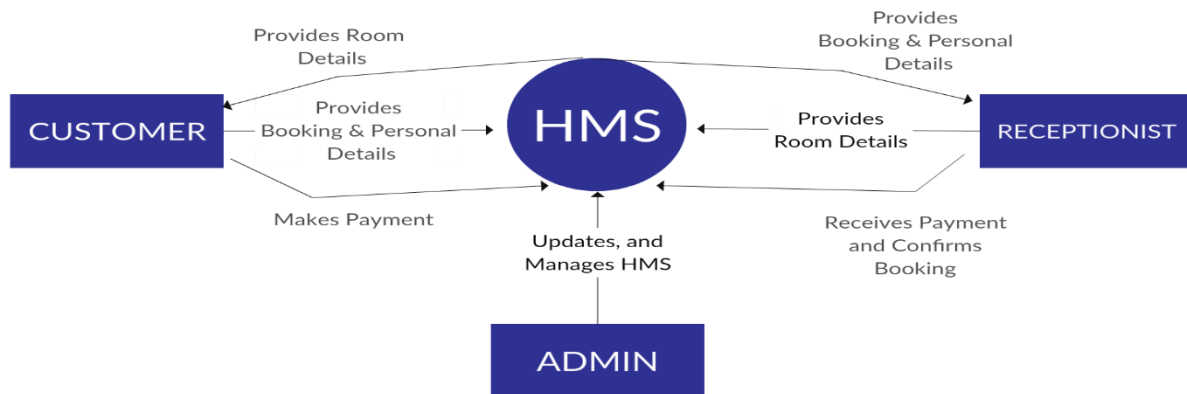 Provides Room
Details
Provides
Booking & Personal
Details
CUSTOMER
Provides
Booking & Personal
Details
HMS
Provides
Room Details
RECEPTIONIST
Makes Payment
Updates, and
Manages HMS
Receives Payment
and Confirms
Booking
ADMIN